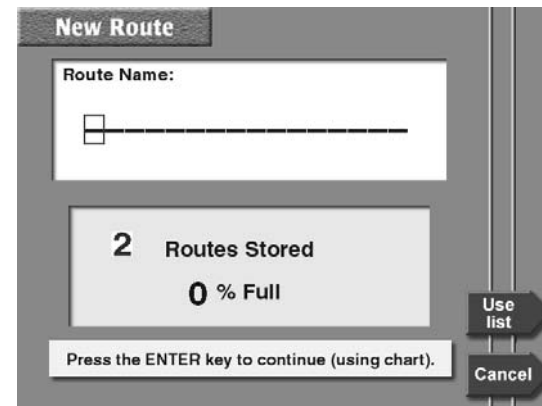 New Route
Route Name:
2 Routes Stored
0 % Full
Use
list
Press the ENTER key to continue (using chart).
Cancel